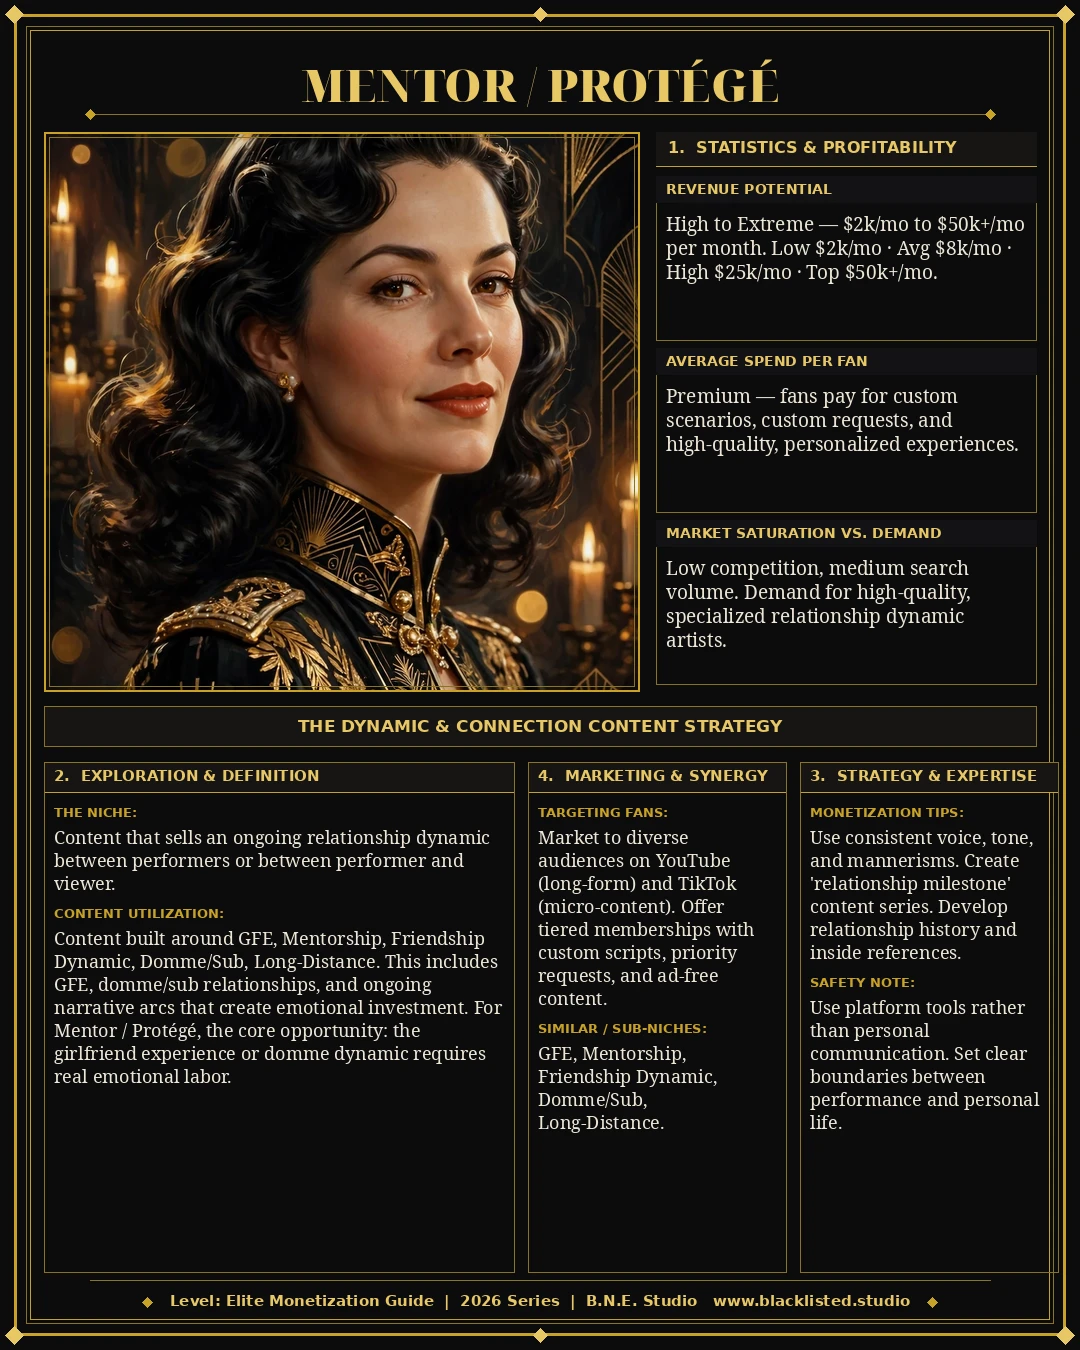 MENTOR / PROTÉGÉ
1. STATISTICS & PROFITABILITY
REVENUE POTENTIAL
High to Extreme — $2k/mo to $50k+/mo
per month. Low $2k/mo · Avg $8k/mo ·
High $25k/mo · Top $50k+/mo.
AVERAGE SPEND PER FAN
Premium — fans pay for custom
scenarios, custom requests, and
high-quality, personalized experiences.
MARKET SATURATION VS. DEMAND
Low competition, medium search
volume. Demand for high-quality,
specialized relationship dynamic
artists.
THE DYNAMIC & CONNECTION CONTENT STRATEGY
2. EXPLORATION & DEFINITION
THE NICHE:
Content that sells an ongoing relationship dynamic
between performers or between performer and
viewer.
CONTENT UTILIZATION:
Content built around GFE, Mentorship, Friendship
Dynamic, Domme/Sub, Long-Distance. This includes
GFE, domme/sub relationships, and ongoing
narrative arcs that create emotional investment. For
Mentor / Protégé, the core opportunity: the
girlfriend experience or domme dynamic requires
real emotional labor.
4. MARKETING & SYNERGY
TARGETING FANS:
Market to diverse
audiences on YouTube
(long-form) and TikTok
(micro-content). Offer
tiered memberships with
custom scripts, priority
requests, and ad-free
content.
SIMILAR / SUB-NICHES:
GFE, Mentorship,
Friendship Dynamic,
Domme/Sub,
Long-Distance.
3. STRATEGY & EXPERTISE
MONETIZATION TIPS:
Use consistent voice, tone,
and mannerisms. Create
'relationship milestone'
content series. Develop
relationship history and
inside references.
SAFETY NOTE:
Use platform tools rather
than personal
communication. Set clear
boundaries between
performance and personal
life.
Level: Elite Monetization Guide | 2026 Series | B.N.E. Studio www.blacklisted.studio